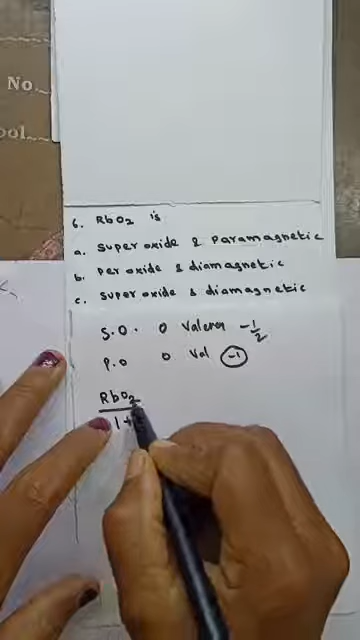 No.
ool
6. RbO2 is
a. super oxide & Paramagnetic
b. per oxide & diamagnetic
c. super oxide & diamagnetic
S.O. O Valency -1/2
P.O O Val -1
RbO2
1+